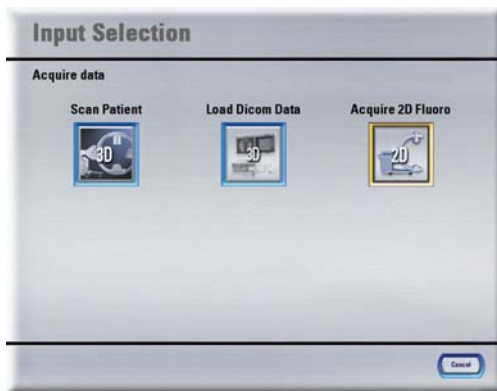 Input Selection
Acquire data
Scan Patient Load Dicom Data Acquire 2D Fluoro
3D 3D 2D
Cancel